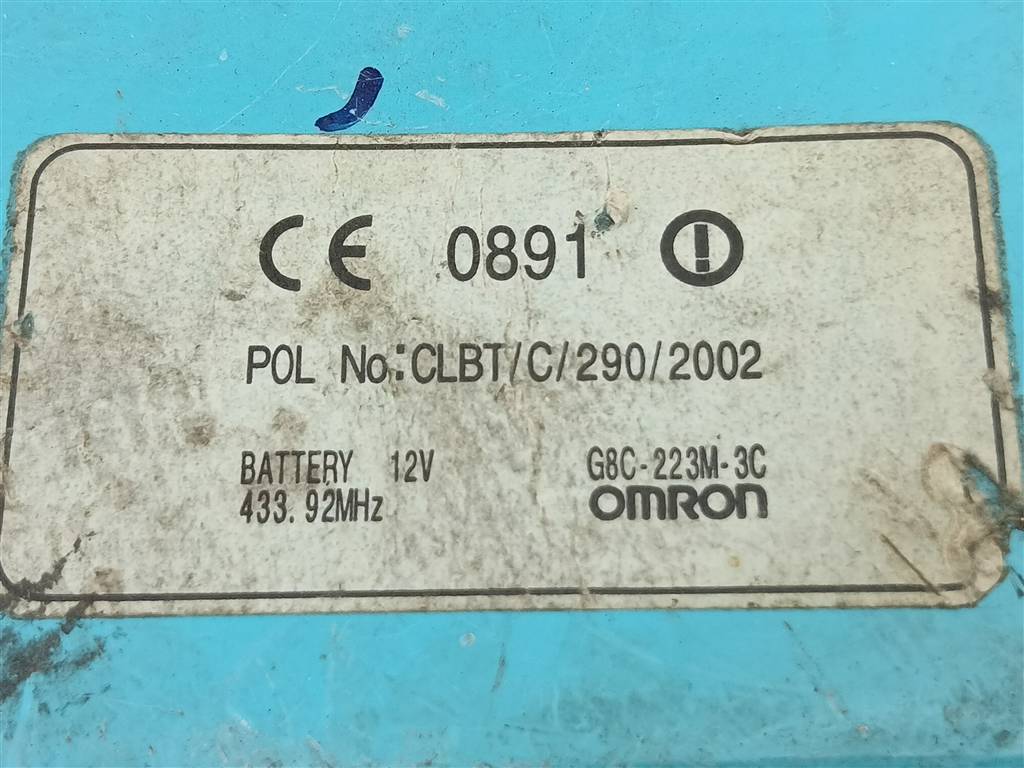 CE 0891
POL No:CLBT/C/290/2002
BATTERY 12V G8C-223M-3C
433.92MHz OMRON